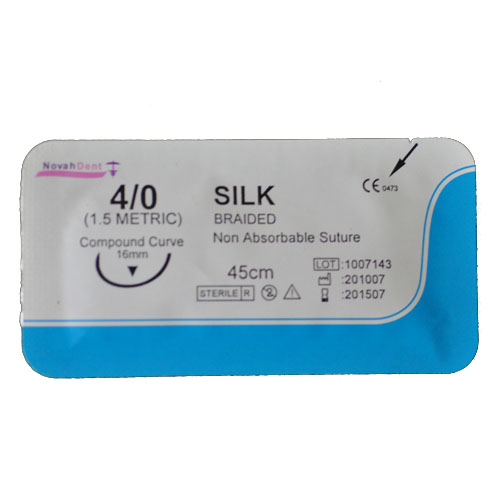 NovahDent
4/0
(1.5 METRIC)
Compound Curve
16mm
SILK
BRAIDED
Non Absorbable Suture
45cm
STERILE R
2
CE 0473
LOT :1007143
:201007
:201507